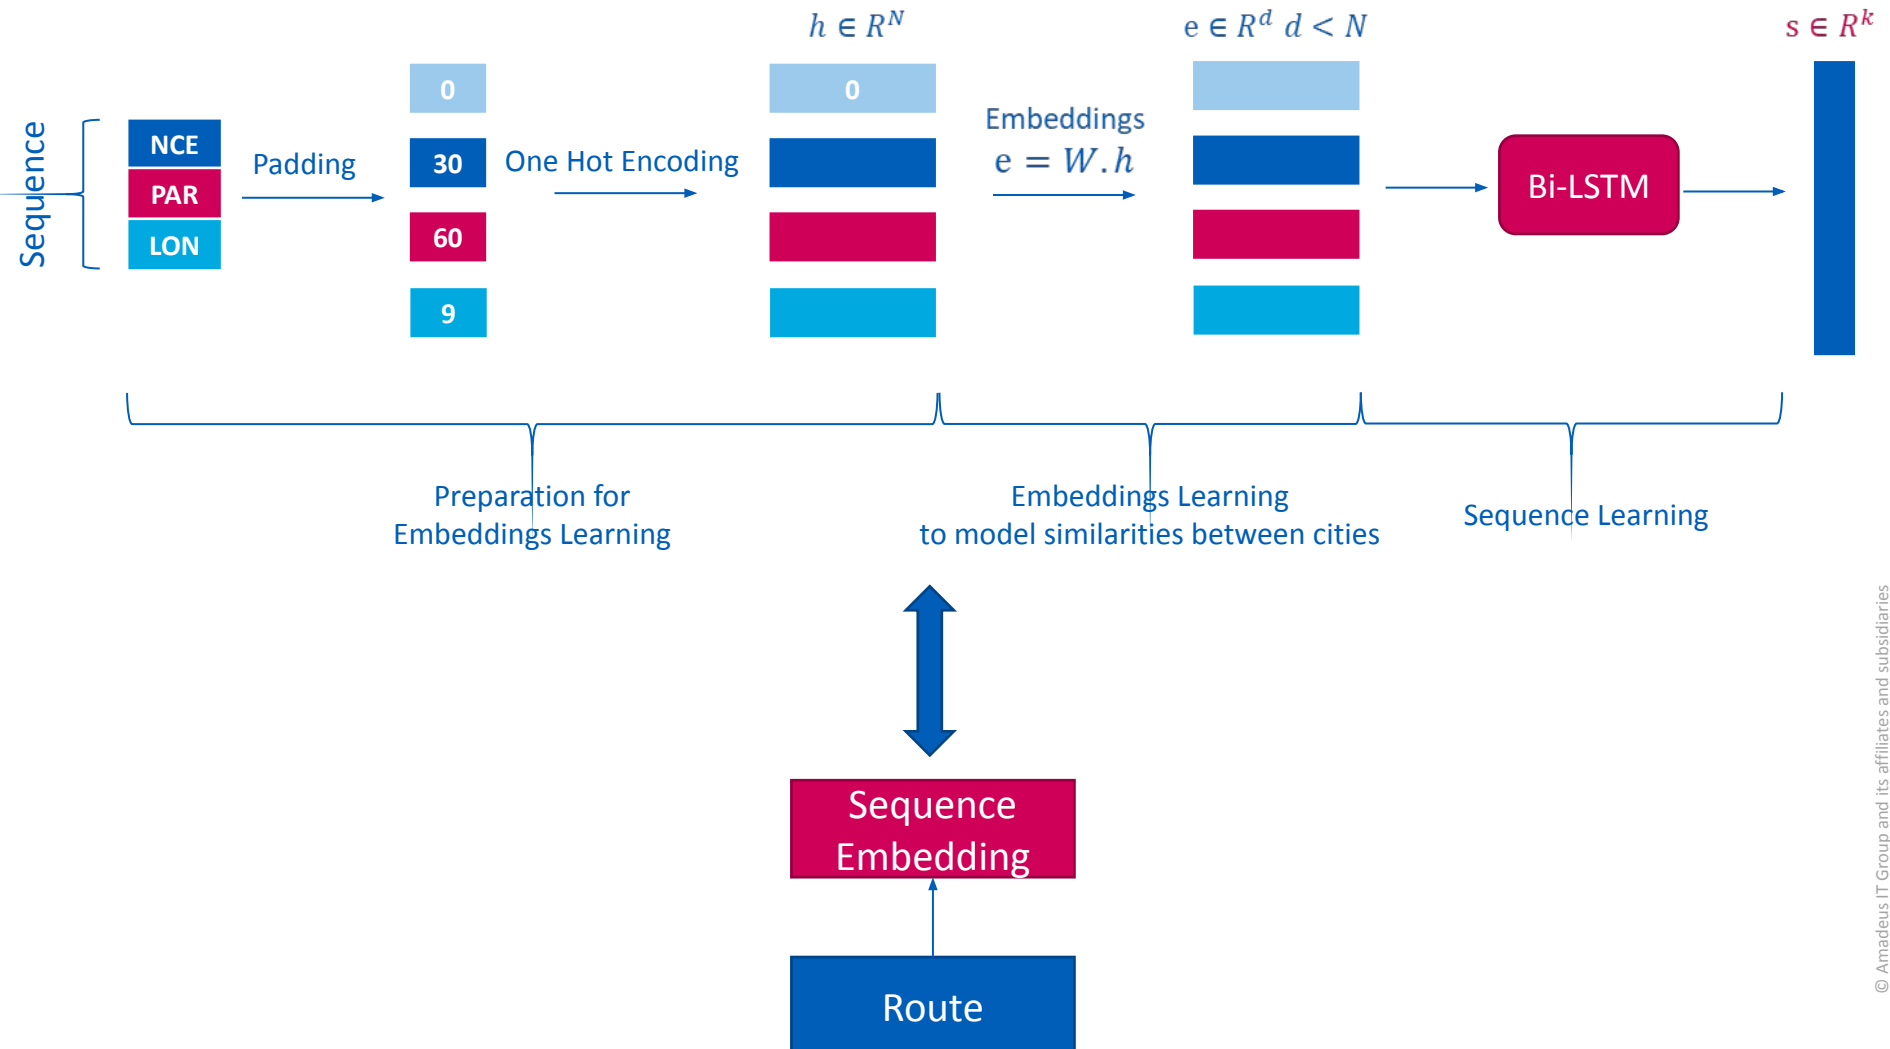 h ∈ R^N
e ∈ R^d d < N
s ∈ R^k
Sequence
NCE
PAR
LON
Padding
0
30
60
9
One Hot Encoding
0
Embeddings
e = W.h
Bi-LSTM
Preparation for
Embeddings Learning
Embeddings Learning
to model similarities between cities
Sequence Learning
Sequence
Embedding
Route
© Amadeus IT Group and its affiliates and subsidiaries